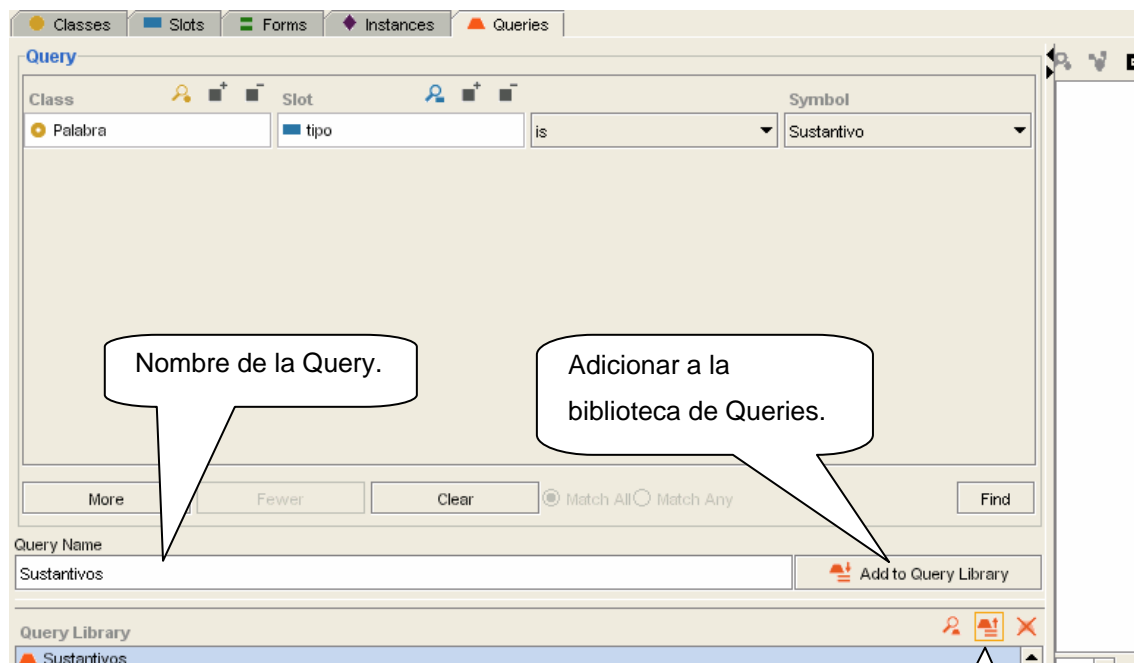 Classes Slots Forms Instances Queries
Query
Class Slot Symbol
Palabra tipo is Sustantivo
Nombre de la Query.
Adicionar a la
biblioteca de Queries.
More Fewer Clear Match All Match Any Find
Query Name
Sustantivos Add to Query Library
Query Library
Sustantivos